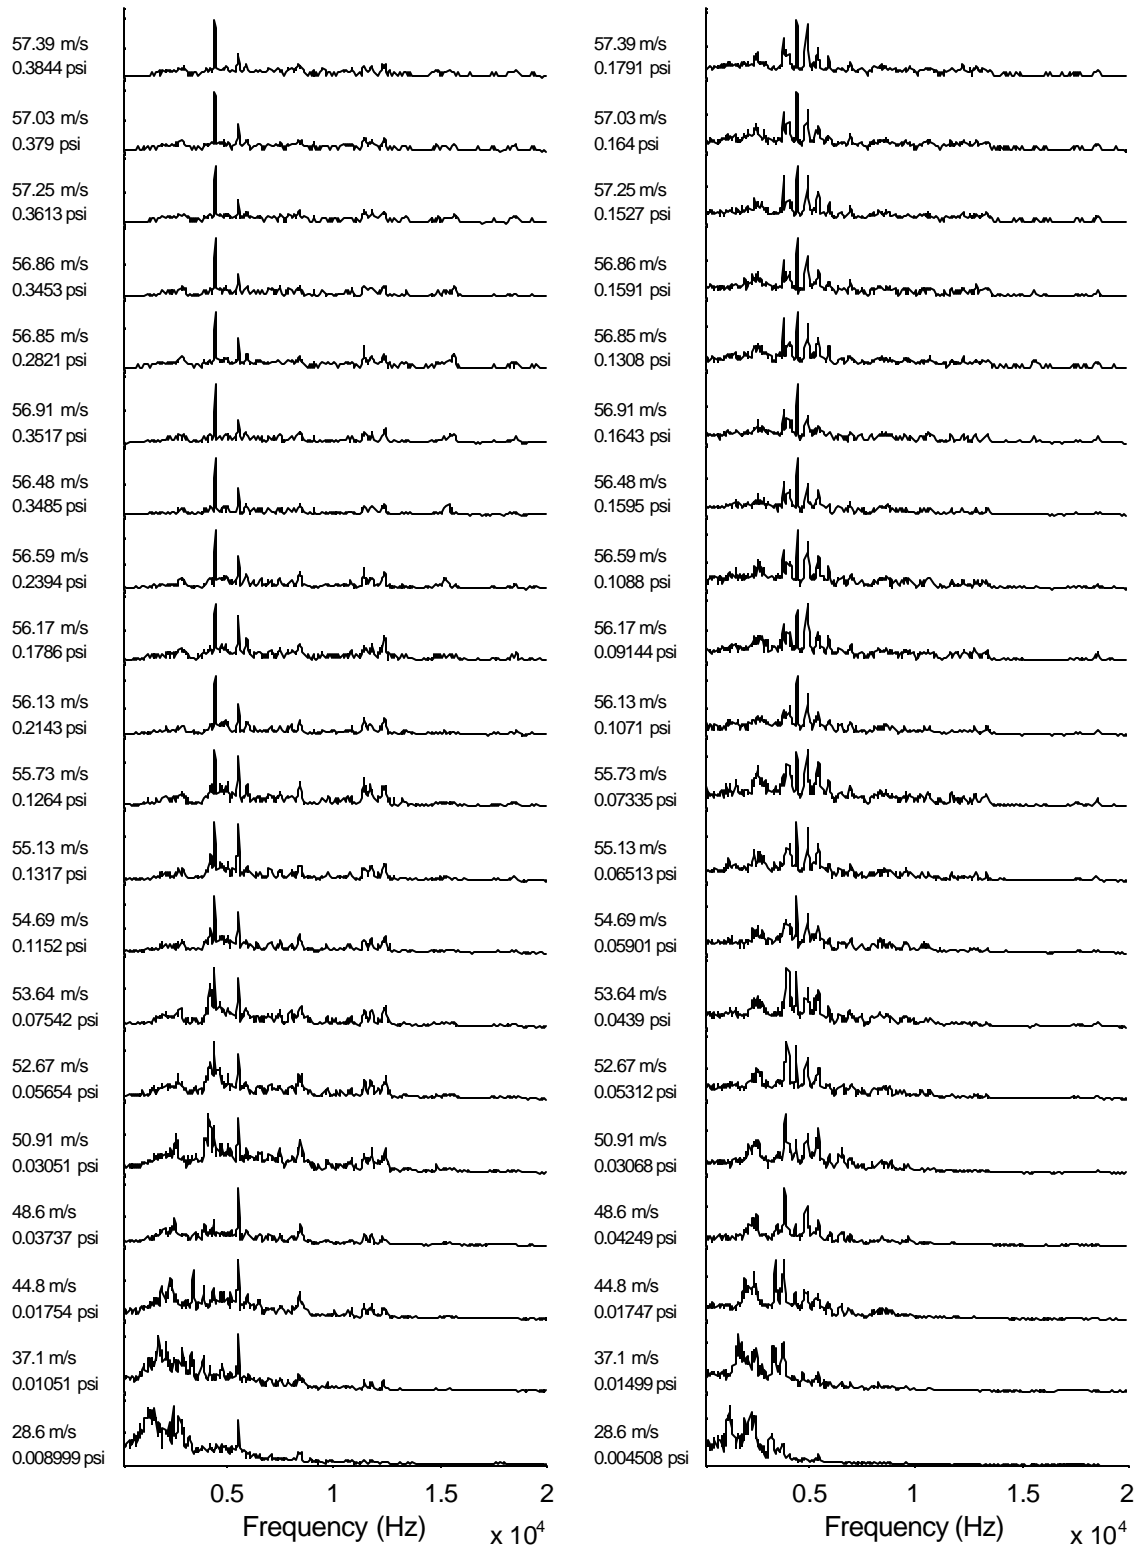 57.39 m/s
0.3844 psi
57.03 m/s
0.379 psi
57.25 m/s
0.3613 psi
56.86 m/s
0.3453 psi
56.85 m/s
0.2821 psi
56.91 m/s
0.3517 psi
56.48 m/s
0.3485 psi
56.59 m/s
0.2394 psi
56.17 m/s
0.1786 psi
56.13 m/s
0.2143 psi
55.73 m/s
0.1264 psi
55.13 m/s
0.1317 psi
54.69 m/s
0.1152 psi
53.64 m/s
0.07542 psi
52.67 m/s
0.05654 psi
50.91 m/s
0.03051 psi
48.6 m/s
0.03737 psi
44.8 m/s
0.01754 psi
37.1 m/s
0.01051 psi
28.6 m/s
0.008999 psi
0.5 1 1.5 2
Frequency (Hz) x 10^4
57.39 m/s
0.1791 psi
57.03 m/s
0.164 psi
57.25 m/s
0.1527 psi
56.86 m/s
0.1591 psi
56.85 m/s
0.1308 psi
56.91 m/s
0.1643 psi
56.48 m/s
0.1595 psi
56.59 m/s
0.1088 psi
56.17 m/s
0.09144 psi
56.13 m/s
0.1071 psi
55.73 m/s
0.07335 psi
55.13 m/s
0.06513 psi
54.69 m/s
0.05901 psi
53.64 m/s
0.0439 psi
52.67 m/s
0.05312 psi
50.91 m/s
0.03068 psi
48.6 m/s
0.04249 psi
44.8 m/s
0.01747 psi
37.1 m/s
0.01499 psi
28.6 m/s
0.004508 psi
0.5 1 1.5 2
Frequency (Hz) x 10^4